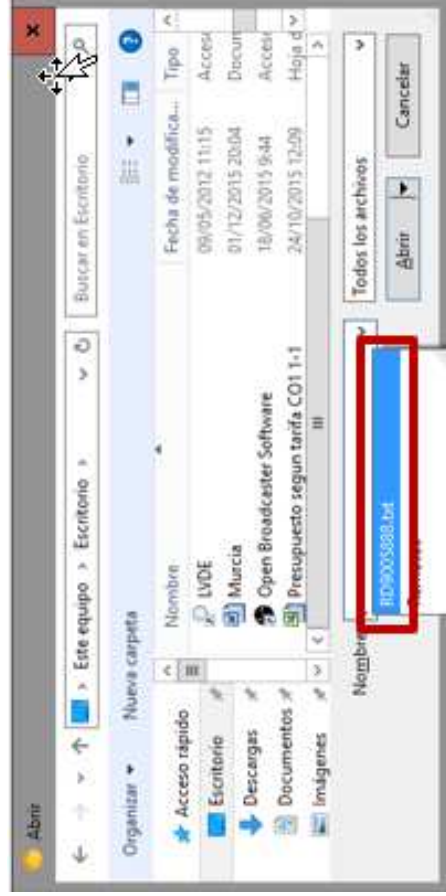 Abrir
Este equipo > Escritorio >
Buscar en Escritorio
Organizar
Nueva carpeta
Nombre
Fecha de modifica...
Tipo
Acceso rápido
Escritorio
Descargas
Documentos
Imágenes
LVDE 09/05/2012 11:15 Acces
Murcia 01/12/2015 20:04 Docum
Open Broadcaster Software 18/06/2015 9:44 Acces
Presupuesto segun tarifa CO1 1-1 24/10/2015 12:09 Hoja d
Nombre
Todos los archivos
RD9005888.txt
Abrir
Cancelar